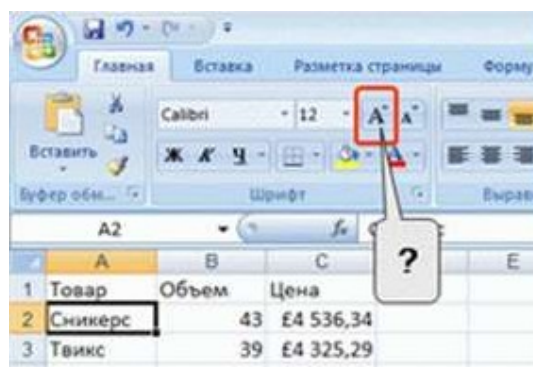 Главная Вставка Разметка страницы Форму
Calibri 12 А А
Вставить Ж К Ч А
Буфер обм... Шрифт Вырав
A2 fx
?
A B C E
1 Товар Объем Цена
2 Сникерс 43 £4 536,34
3 Твикс 39 £4 325,29